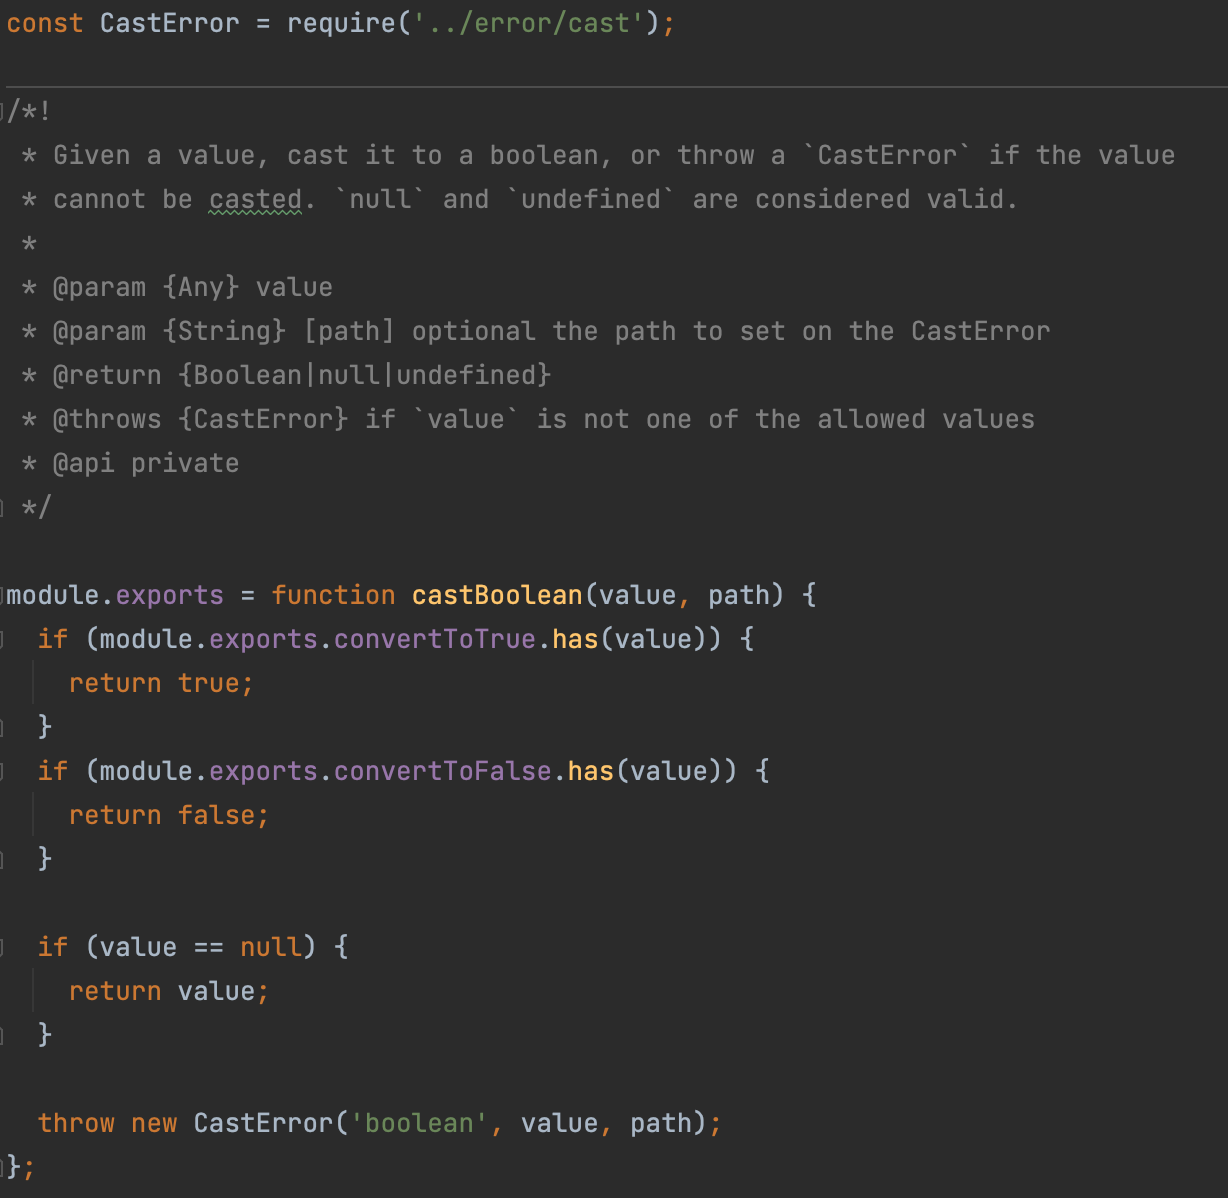 const CastError = require('../error/cast');
/*!
 * Given a value, cast it to a boolean, or throw a `CastError` if the value
 * cannot be casted. `null` and `undefined` are considered valid.
 *
 * @param {Any} value
 * @param {String} [path] optional the path to set on the CastError
 * @return {Boolean|null|undefined}
 * @throws {CastError} if `value` is not one of the allowed values
 * @api private
 */
module.exports = function castBoolean(value, path) {
  if (module.exports.convertToTrue.has(value)) {
    return true;
  }
  if (module.exports.convertToFalse.has(value)) {
    return false;
  }
  if (value == null) {
    return value;
  }
  throw new CastError('boolean', value, path);
};